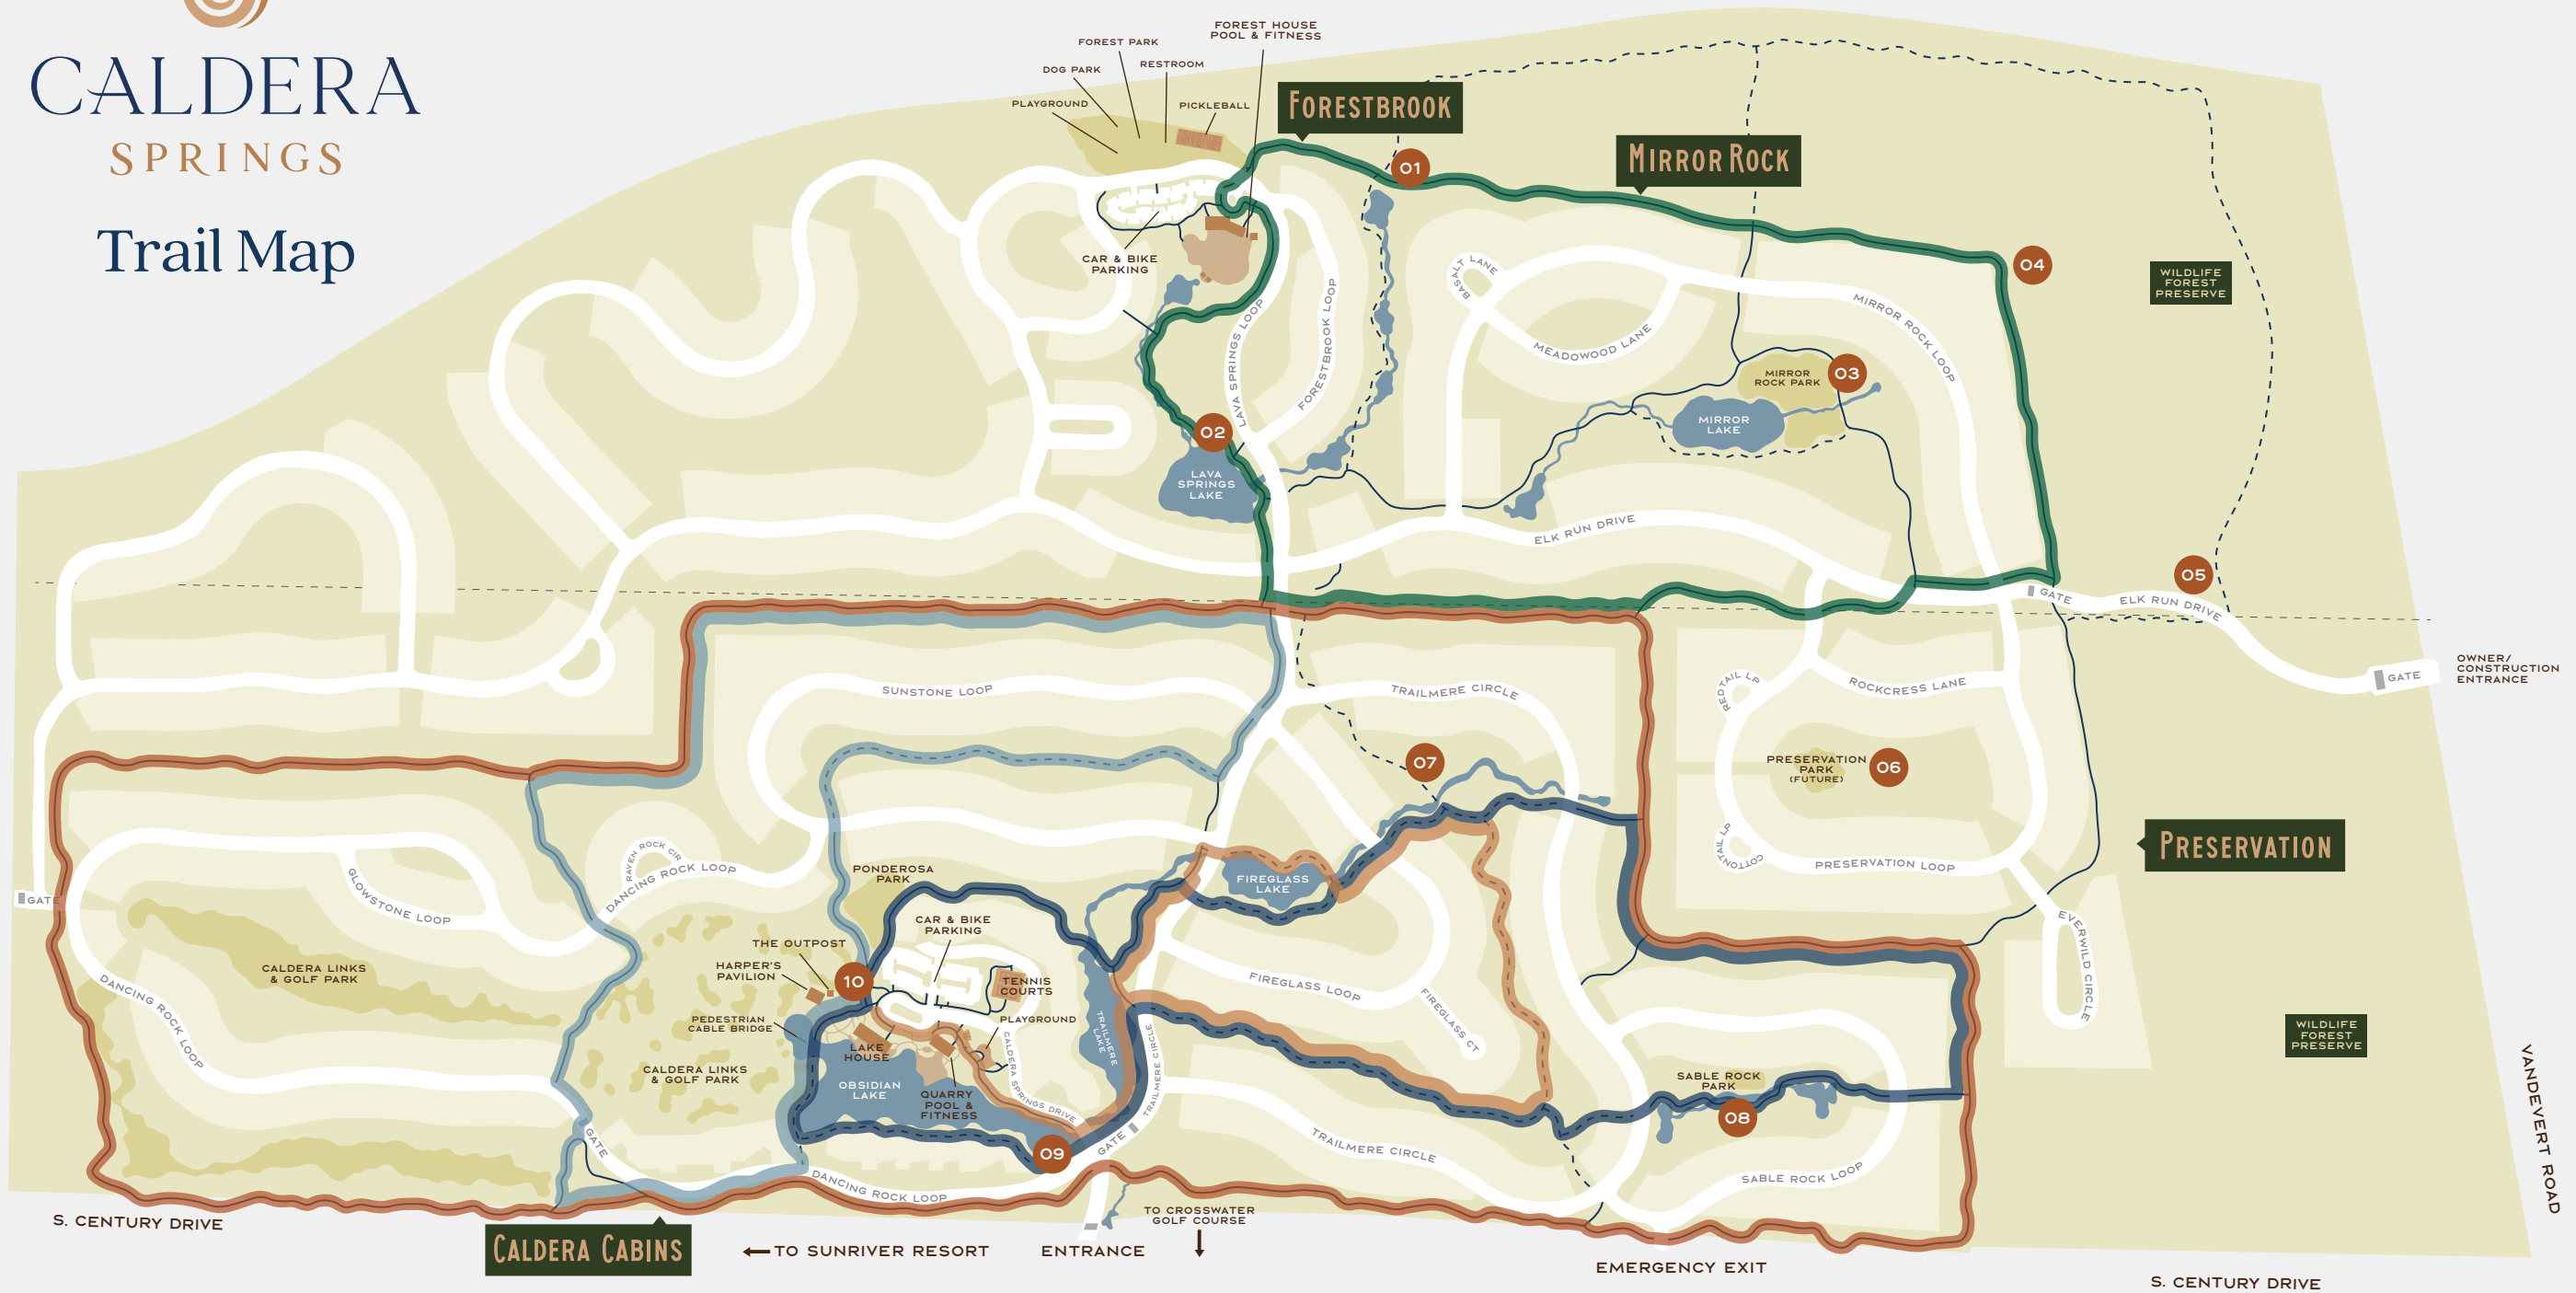 CALDERA
SPRINGS
Trail Map
FOREST HOUSE
POOL & FITNESS
FOREST PARK
RESTROOM
DOG PARK
PLAYGROUND
PICKLEBALL
FORESTBROOK
MIRROR ROCK
01
CAR & BIKE
PARKING
04
WILDLIFE
FOREST
PRESERVE
BASALT LANE
MEADOWOOD LANE
MIRROR ROCK LOOP
LAVA SPRINGS LOOP
FORESTBROOK LOOP
MIRROR
ROCK PARK
03
MIRROR
LAKE
02
LAVA
SPRINGS
LAKE
ELK RUN DRIVE
05
GATE
ELK RUN DRIVE
OWNER/
CONSTRUCTION
ENTRANCE
GATE
SUNSTONE LOOP
TRAILMERE CIRCLE
REDTAIL LP
ROCKCRESS LANE
07
PRESERVATION
PARK
(FUTURE)
06
COTTONTAIL LP
PRESERVATION LOOP
PRESERVATION
RAVEN ROCK CIR
DANCING ROCK LOOP
GLOWSTONE LOOP
GATE
PONDEROSA
PARK
FIREGLASS
LAKE
CAR & BIKE
PARKING
THE OUTPOST
HARPER'S
PAVILION
10
TENNIS
COURTS
EVERWILD CIRCLE
CALDERA LINKS
& GOLF PARK
DANCING ROCK LOOP
FIREGLASS LOOP
FIREGLASS CT
PEDESTRIAN
CABLE BRIDGE
PLAYGROUND
TRAILMERE
LAKE
WILDLIFE
FOREST
PRESERVE
LAKE
HOUSE
CALDERA SPRINGS DRIVE
TRAILMERE CIRCLE
CALDERA LINKS
& GOLF PARK
OBSIDIAN
LAKE
QUARRY
POOL &
FITNESS
SABLE ROCK
PARK
08
VANDEVERT ROAD
GATE
GATE
09
TRAILMERE CIRCLE
SABLE ROCK LOOP
DANCING ROCK LOOP
S. CENTURY DRIVE
CALDERA CABINS
TO SUNRIVER RESORT
ENTRANCE
TO CROSSWATER
GOLF COURSE
EMERGENCY EXIT
S. CENTURY DRIVE